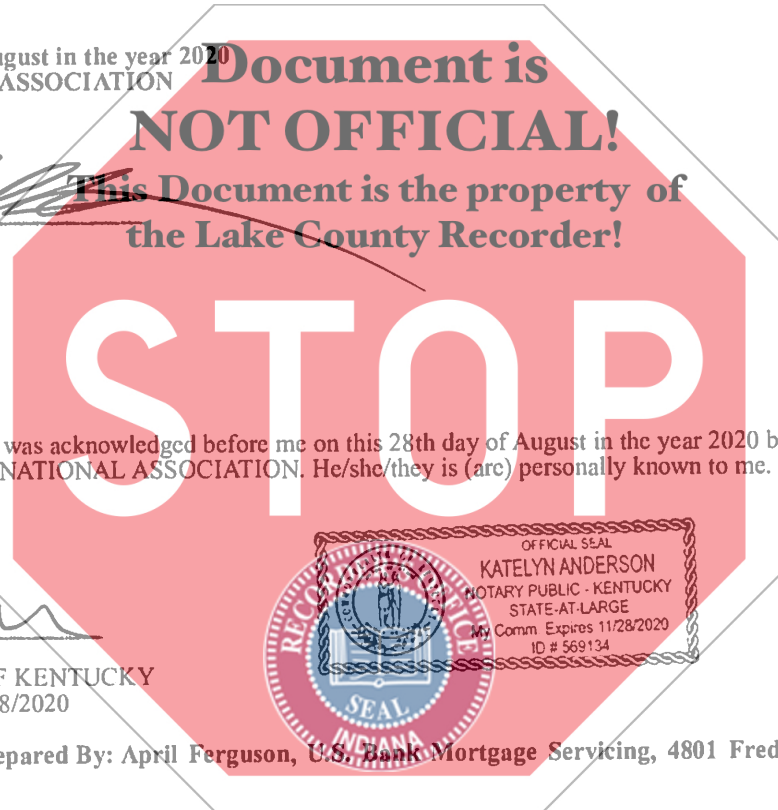 ugust in the year 2020
ASSOCIATION
Document is
NOT OFFICIAL!
This Document is the property of
the Lake County Recorder!
STOP
was acknowledged before me on this 28th day of August in the year 2020 b
NATIONAL ASSOCIATION. He/she/they is (are) personally known to me.
OFFICIAL SEAL
KATELYN ANDERSON
NOTARY PUBLIC - KENTUCKY
STATE-AT-LARGE
My Comm. Expires 11/28/2020
ID # 569134
SEAL
INDIANA
F KENTUCKY
8/2020
epared By: April Ferguson, U.S. Bank Mortgage Servicing, 4801 Fred